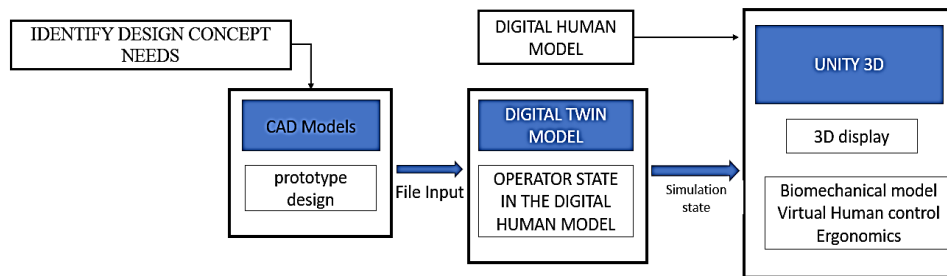 IDENTIFY DESIGN CONCEPT
NEEDS
DIGITAL HUMAN
MODEL
CAD Models
prototype
design
File Input
DIGITAL TWIN
MODEL
OPERATOR STATE
IN THE DIGITAL
HUMAN MODEL
Simulation
state
UNITY 3D
3D display
Biomechanical model
Virtual Human control
Ergonomics